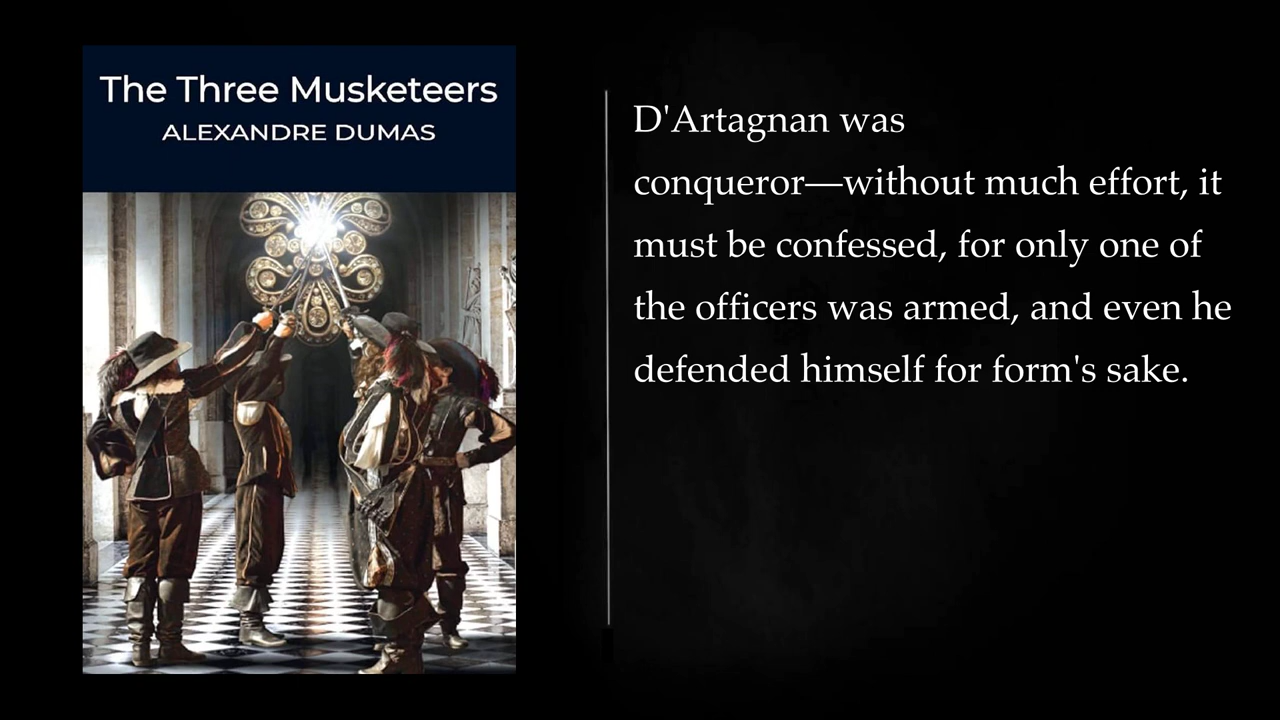 The Three Musketeers
ALEXANDRE DUMAS
D'Artagnan was
conqueror—without much effort, it
must be confessed, for only one of
the officers was armed, and even he
defended himself for form's sake.